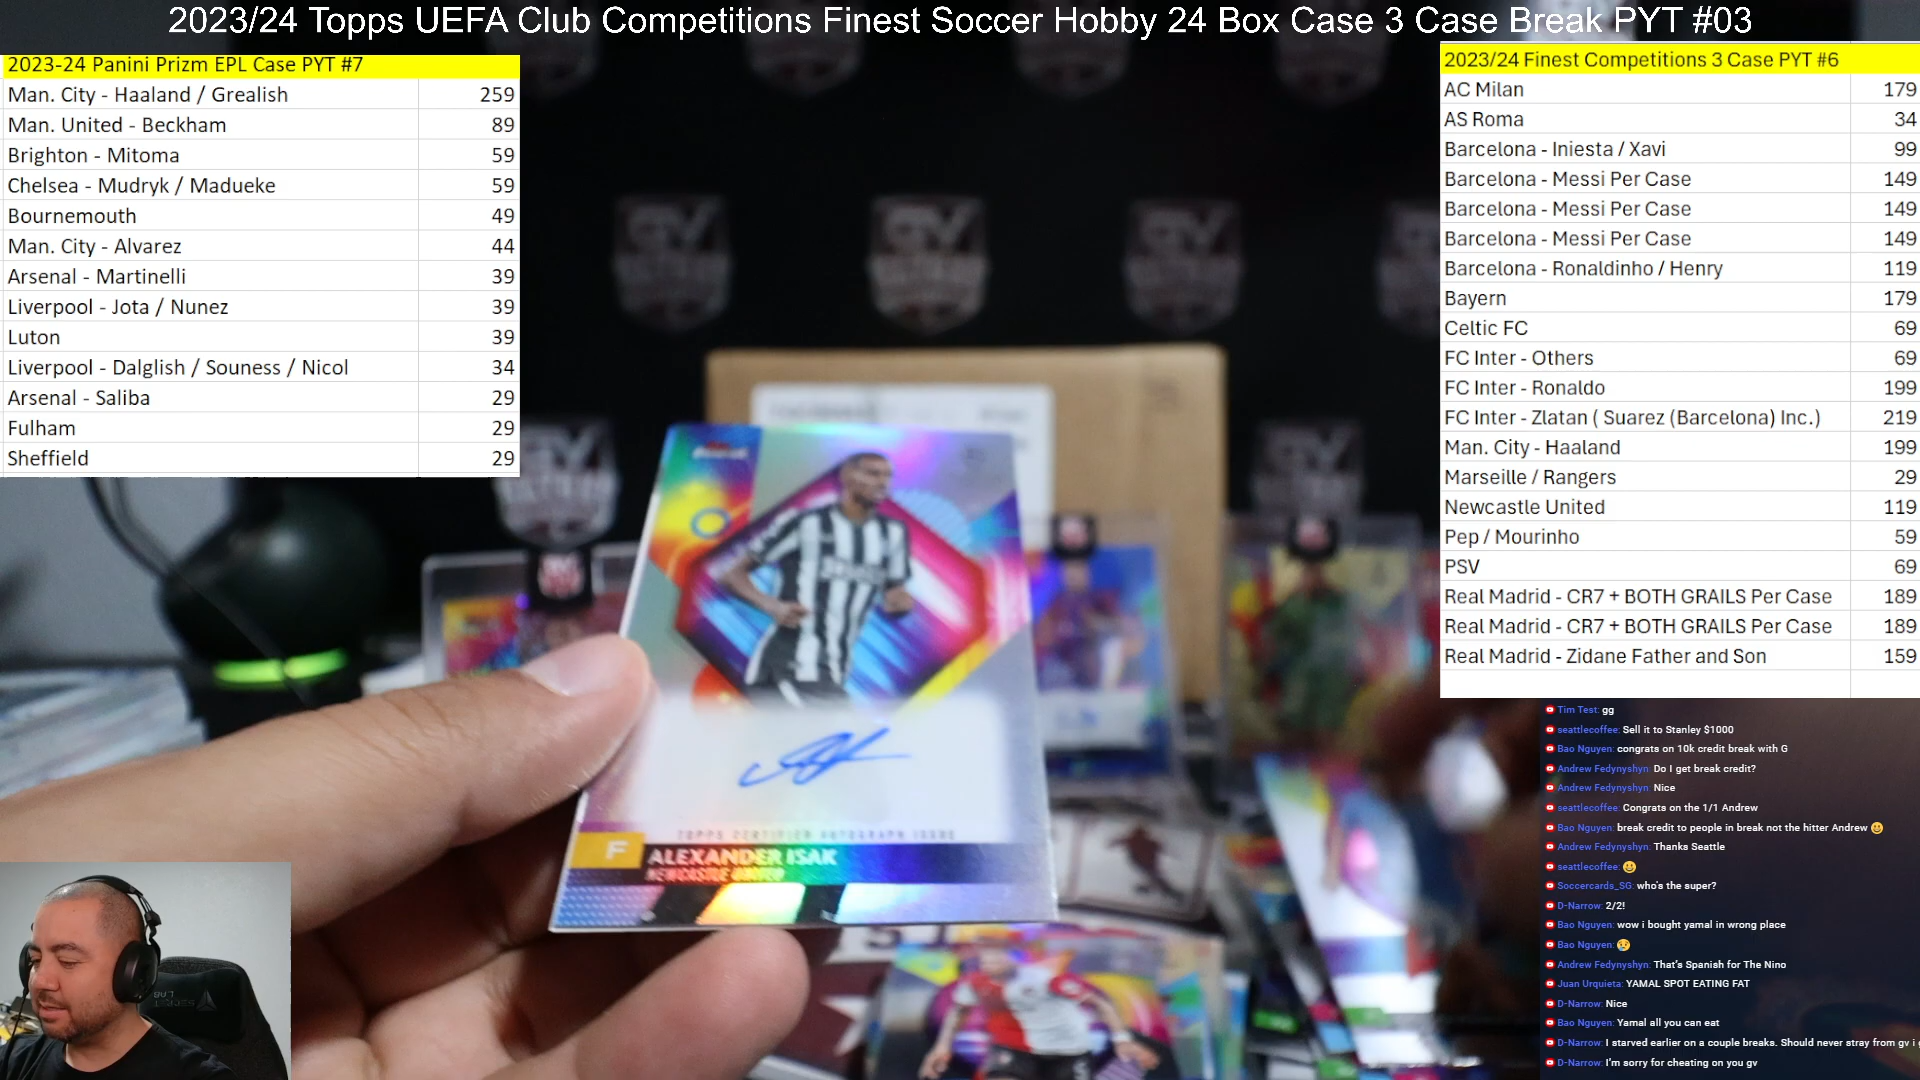 2023/24 Topps UEFA Club Competitions Finest Soccer Hobby 24 Box Case 3 Case Break PYT #03
2023-24 Panini Prizm EPL Case PYT #7
Man. City - Haaland / Grealish 259
Man. United - Beckham 89
Brighton - Mitoma 59
Chelsea - Mudryk / Madueke 59
Bournemouth 49
Man. City - Alvarez 44
Arsenal - Martinelli 39
Liverpool - Jota / Nunez 39
Luton 39
Liverpool - Dalglish / Souness / Nicol 34
Arsenal - Saliba 29
Fulham 29
Sheffield 29
2023/24 Finest Competitions 3 Case PYT #6
AC Milan 179
AS Roma 34
Barcelona - Iniesta / Xavi 99
Barcelona - Messi Per Case 149
Barcelona - Messi Per Case 149
Barcelona - Messi Per Case 149
Barcelona - Ronaldinho / Henry 119
Bayern 179
Celtic FC 69
FC Inter - Others 69
FC Inter - Ronaldo 199
FC Inter - Zlatan ( Suarez (Barcelona) Inc.) 219
Man. City - Haaland 199
Marseille / Rangers 29
Newcastle United 119
Pep / Mourinho 59
PSV 69
Real Madrid - CR7 + BOTH GRAILS Per Case 189
Real Madrid - CR7 + BOTH GRAILS Per Case 189
Real Madrid - Zidane Father and Son 159
TOPPS CERTIFIED AUTOGRAPH ISSUE
F ALEXANDER ISAK
NEWCASTLE UNITED
Tim Test: gg
seattlecoffee: Sell it to Stanley $1000
Bao Nguyen: congrats on 10k credit break with G
Andrew Fedynyshyn: Do I get break credit?
Andrew Fedynyshyn: Nice
seattlecoffee: Congrats on the 1/1 Andrew
Bao Nguyen: break credit to people in break not the hitter Andrew 😀
Andrew Fedynyshyn: Thanks Seattle
seattlecoffee: 😀
Soccercards_SG: who's the super?
D-Narrow: 2/2!
Bao Nguyen: wow i bought yamal in wrong place
Bao Nguyen: 😢
Andrew Fedynyshyn: That's Spanish for The Nino
Juan Urquieta: YAMAL SPOT EATING FAT
D-Narrow: Nice
Bao Nguyen: Yamal all you can eat
D-Narrow: I starved earlier on a couple breaks. Should never stray from gv i
D-Narrow: I'm sorry for cheating on you gv